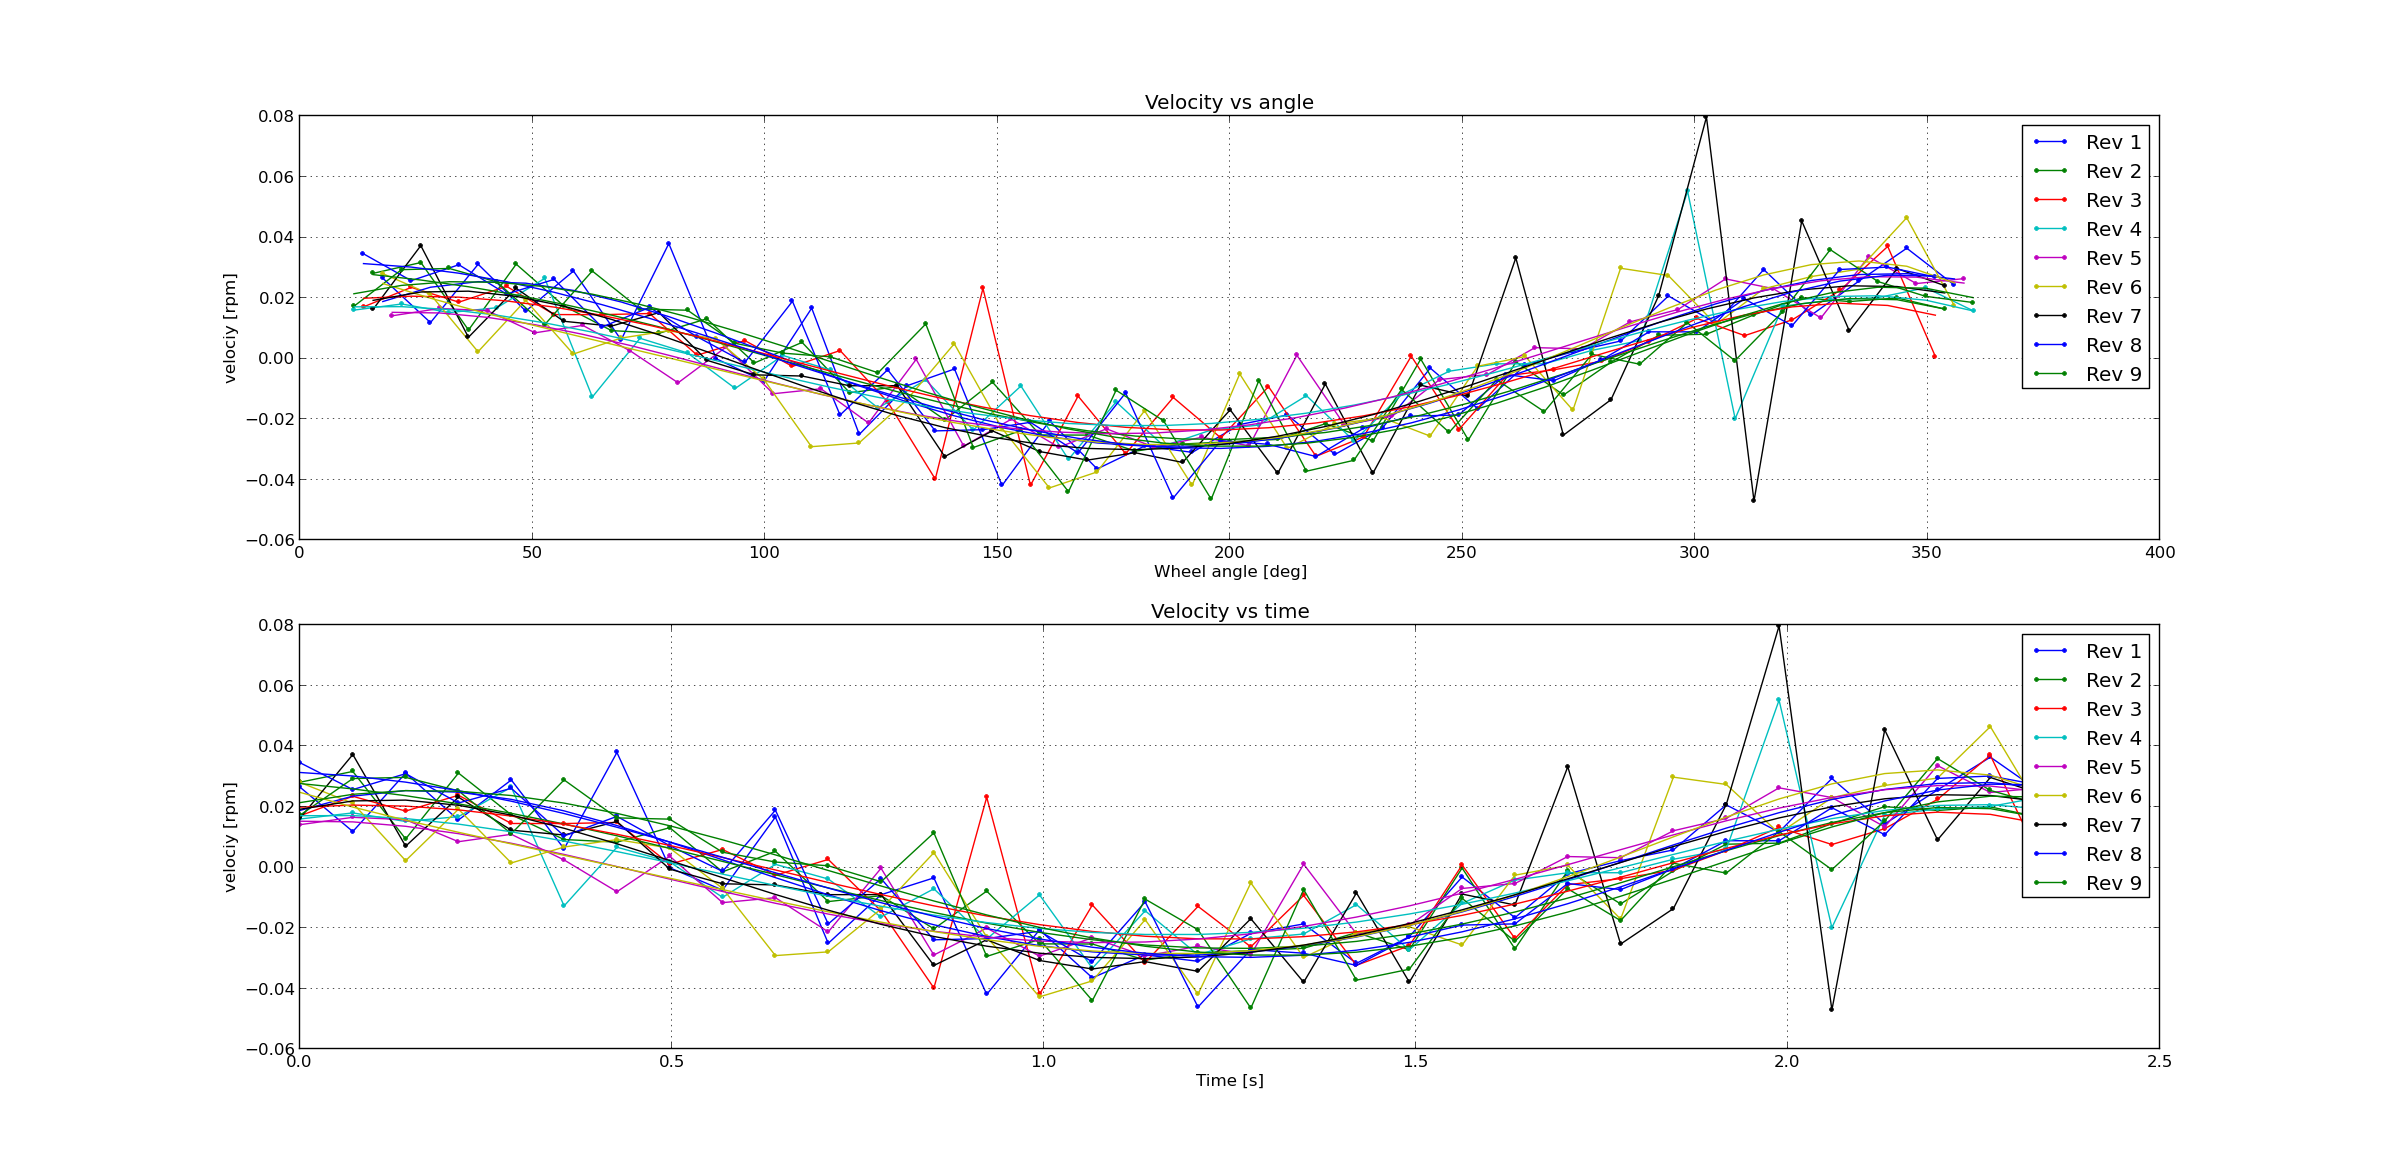 Velocity vs angle
0.08
0.06
0.04
0.02
0.00
−0.02
−0.04
−0.06
velociy [rpm]
0 50 100 150 200 250 300 350 400
Wheel angle [deg]
Rev 1
Rev 2
Rev 3
Rev 4
Rev 5
Rev 6
Rev 7
Rev 8
Rev 9
Velocity vs time
0.08
0.06
0.04
0.02
0.00
−0.02
−0.04
−0.06
velociy [rpm]
0.0 0.5 1.0 1.5 2.0 2.5
Time [s]
Rev 1
Rev 2
Rev 3
Rev 4
Rev 5
Rev 6
Rev 7
Rev 8
Rev 9